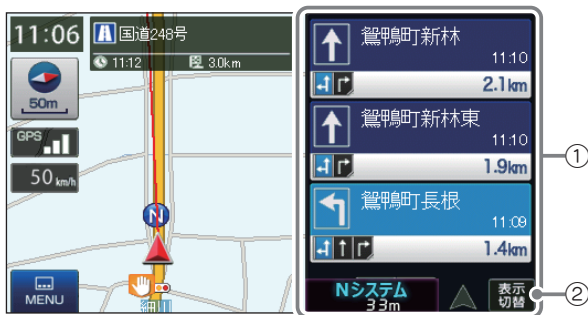 11:06
国道248号
11:12 3.0km
50m
GPS
50 km/h
N
MENU
鴛鴨町新林
11:10
2.1km
鴛鴨町新林東
11:10
1.9km
鴛鴨町長根
11:09
1.4km
Nシステム
33m
表示
切替
①
②